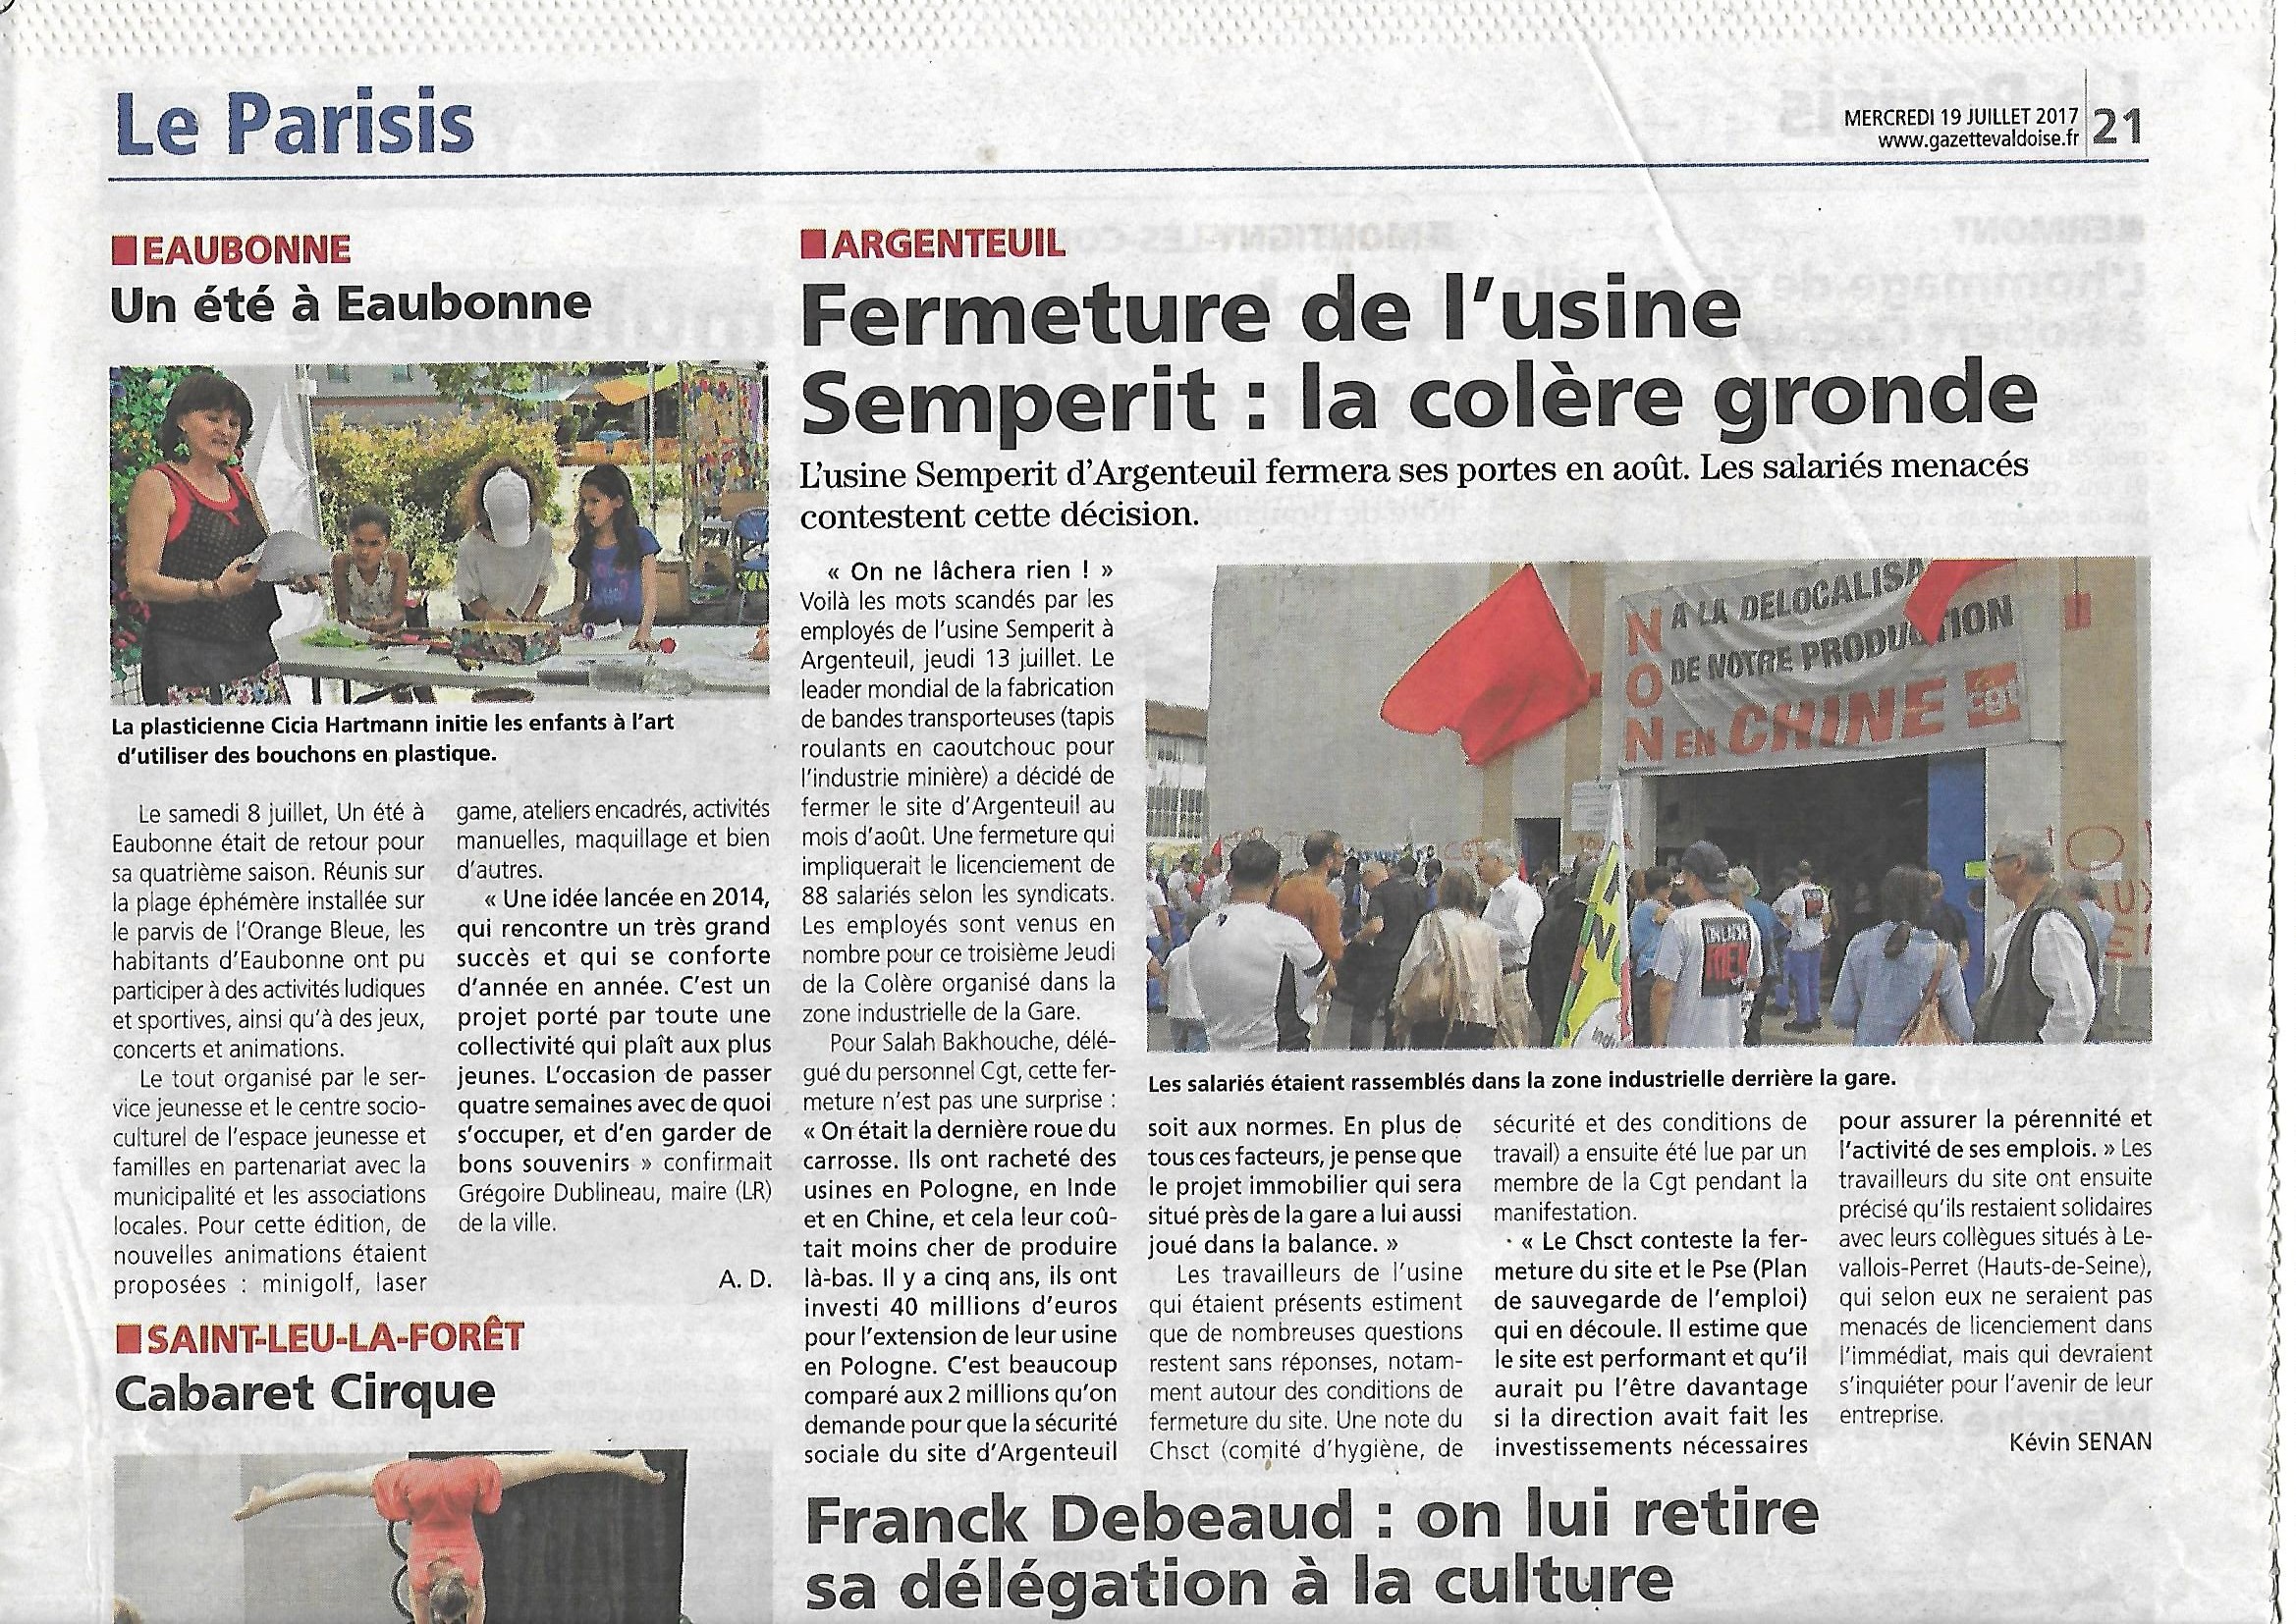 Le Parisis
MERCREDI 19 JUILLET 2017
www.gazettevaldoise.fr
21
EAUBONNE
Un été à Eaubonne
La plasticienne Cicia Hartmann initie les enfants à l'art
d'utiliser des bouchons en plastique.
Le samedi 8 juillet, Un été à
Eaubonne était de retour pour
sa quatrième saison. Réunis sur
la plage éphémère installée sur
le parvis de l'Orange Bleue, les
habitants d'Eaubonne ont pu
participer à des activités ludiques
et sportives, ainsi qu'à des jeux,
concerts et animations.
Le tout organisé par le ser-
vice jeunesse et le centre socio-
culturel de l'espace jeunesse et
familles en partenariat avec la
municipalité et les associations
locales. Pour cette édition, de
nouvelles animations étaient
proposées : minigolf, laser
game, ateliers encadrés, activités
manuelles, maquillage et bien
d'autres.
« Une idée lancée en 2014,
qui rencontre un très grand
succès et qui se conforte
d'année en année. C'est un
projet porté par toute une
collectivité qui plaît aux plus
jeunes. L'occasion de passer
quatre semaines avec de quoi
s'occuper, et d'en garder de
bons souvenirs » confirmait
Grégoire Dublineau, maire (LR)
de la ville.
A. D.
SAINT-LEU-LA-FORÊT
Cabaret Cirque
ARGENTEUIL
Fermeture de l'usine
Semperit : la colère gronde
L'usine Semperit d'Argenteuil fermera ses portes en août. Les salariés menacés
contestent cette décision.
« On ne lâchera rien ! »
Voilà les mots scandés par les
employés de l'usine Semperit à
Argenteuil, jeudi 13 juillet. Le
leader mondial de la fabrication
de bandes transporteuses (tapis
roulants en caoutchouc pour
l'industrie minière) a décidé de
fermer le site d'Argenteuil au
mois d'août. Une fermeture qui
impliquerait le licenciement de
88 salariés selon les syndicats.
Les employés sont venus en
nombre pour ce troisième Jeudi
de la Colère organisé dans la
zone industrielle de la Gare.
Pour Salah Bakhouche, délé-
gué du personnel Cgt, cette fer-
meture n'est pas une surprise :
« On était la dernière roue du
carrosse. Ils ont racheté des
usines en Pologne, en Inde
et en Chine, et cela leur coû-
tait moins cher de produire
là-bas. Il y a cinq ans, ils ont
investi 40 millions d'euros
pour l'extension de leur usine
en Pologne. C'est beaucoup
comparé aux 2 millions qu'on
demande pour que la sécurité
sociale du site d'Argenteuil
NON
A LA DELOCALISA
DE NOTRE PRODUCTION
EN CHINE
cgt
Les salariés étaient rassemblés dans la zone industrielle derrière la gare.
soit aux normes. En plus de
tous ces facteurs, je pense que
le projet immobilier qui sera
situé près de la gare a lui aussi
joué dans la balance. »
Les travailleurs de l'usine
qui étaient présents estiment
que de nombreuses questions
restent sans réponses, notam-
ment autour des conditions de
fermeture du site. Une note du
Chsct (comité d'hygiène, de
sécurité et des conditions de
travail) a ensuite été lue par un
membre de la Cgt pendant la
manifestation.
« Le Chsct conteste la fer-
meture du site et le Pse (Plan
de sauvegarde de l'emploi)
qui en découle. Il estime que
le site est performant et qu'il
aurait pu l'être davantage
si la direction avait fait les
investissements nécessaires
pour assurer la pérennité et
l'activité de ses emplois. » Les
travailleurs du site ont ensuite
précisé qu'ils restaient solidaires
avec leurs collègues situés à Le-
vallois-Perret (Hauts-de-Seine),
qui selon eux ne seraient pas
menacés de licenciement dans
l'immédiat, mais qui devraient
s'inquiéter pour l'avenir de leur
entreprise.
Kévin SENAN
Franck Debeaud : on lui retire
sa délégation à la culture